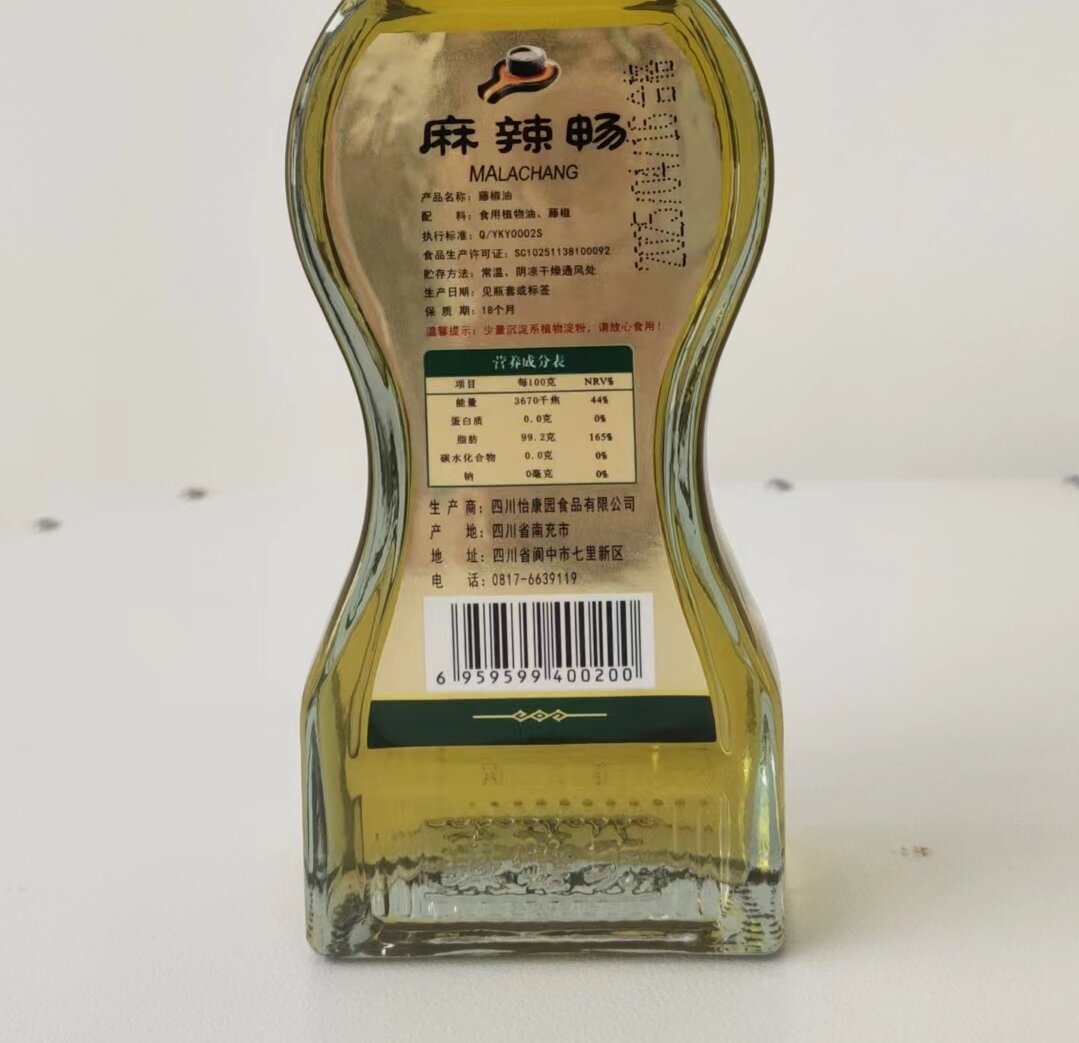 麻辣畅
MALACHANG
产品名称：藤椒油
配　　料：食用植物油、藤椒
执行标准：Q/YKY0002S
食品生产许可证：SC10251138100092
贮存方法：常温、阴凉干燥通风处
生产日期：见瓶套或标签
保 质 期：18个月
温馨提示：少量沉淀系植物淀粉，请放心食用！
营养成分表
项目 每100克 NRV%
能量 3670千焦 44%
蛋白质 0.0克 0%
脂肪 99.2克 165%
碳水化合物 0.0克 0%
钠 0毫克 0%
生 产 商：四川怡康园食品有限公司
产　　地：四川省南充市
地　　址：四川省阆中市七里新区
电　　话：0817-6639119
6 959599 400200
2025/04/16 合格